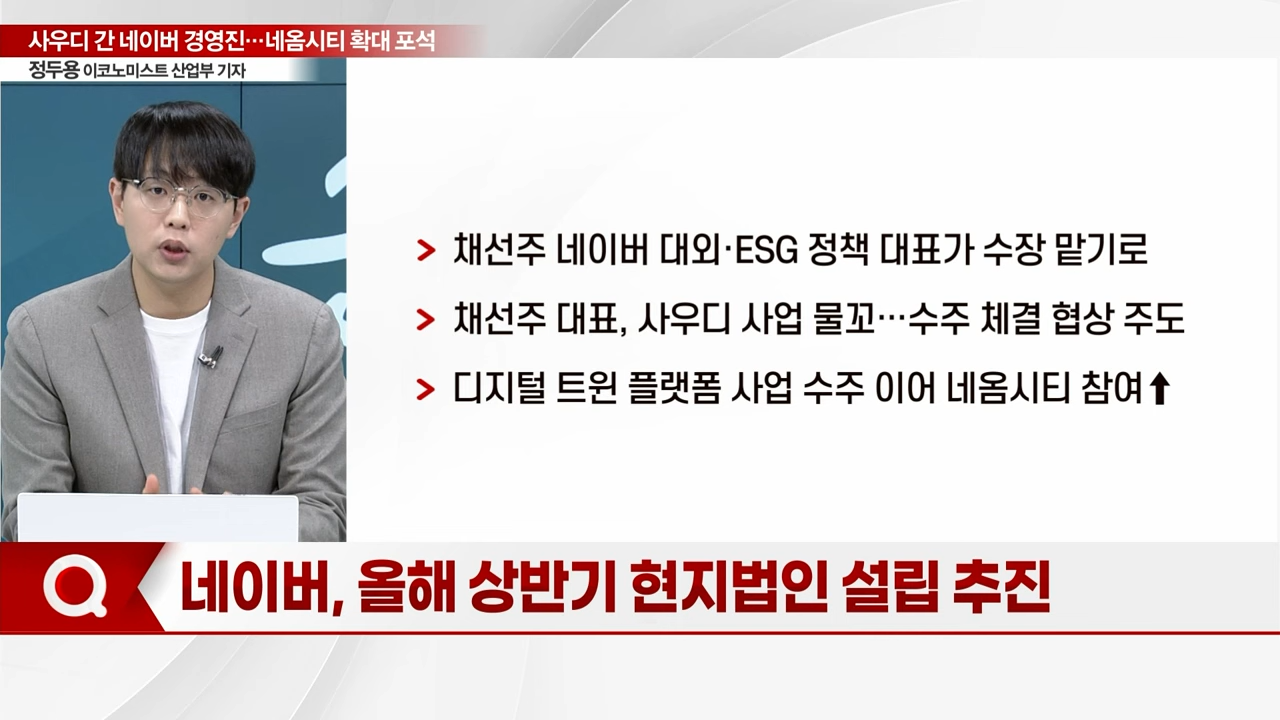 사우디 간 네이버 경영진…네옴시티 확대 포석
정두용 이코노미스트 산업부 기자
> 채선주 네이버 대외·ESG 정책 대표가 수장 맡기로
> 채선주 대표, 사우디 사업 물꼬…수주 체결 협상 주도
> 디지털 트윈 플랫폼 사업 수주 이어 네옴시티 참여⬆
네이버, 올해 상반기 현지법인 설립 추진